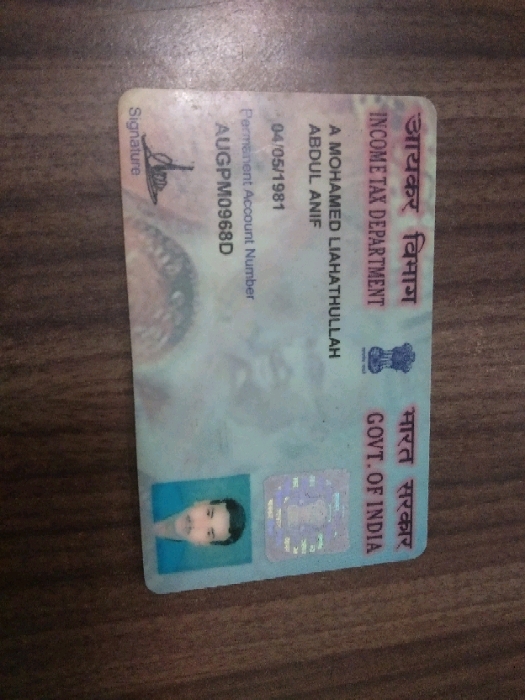 आयकर विभाग
INCOME TAX DEPARTMENT
भारत सरकार
GOVT. OF INDIA
A MOHAMED LIAHATHULLAH
ABDUL ANIF
04/05/1981
Permanent Account Number
AUGPM0968D
Signature